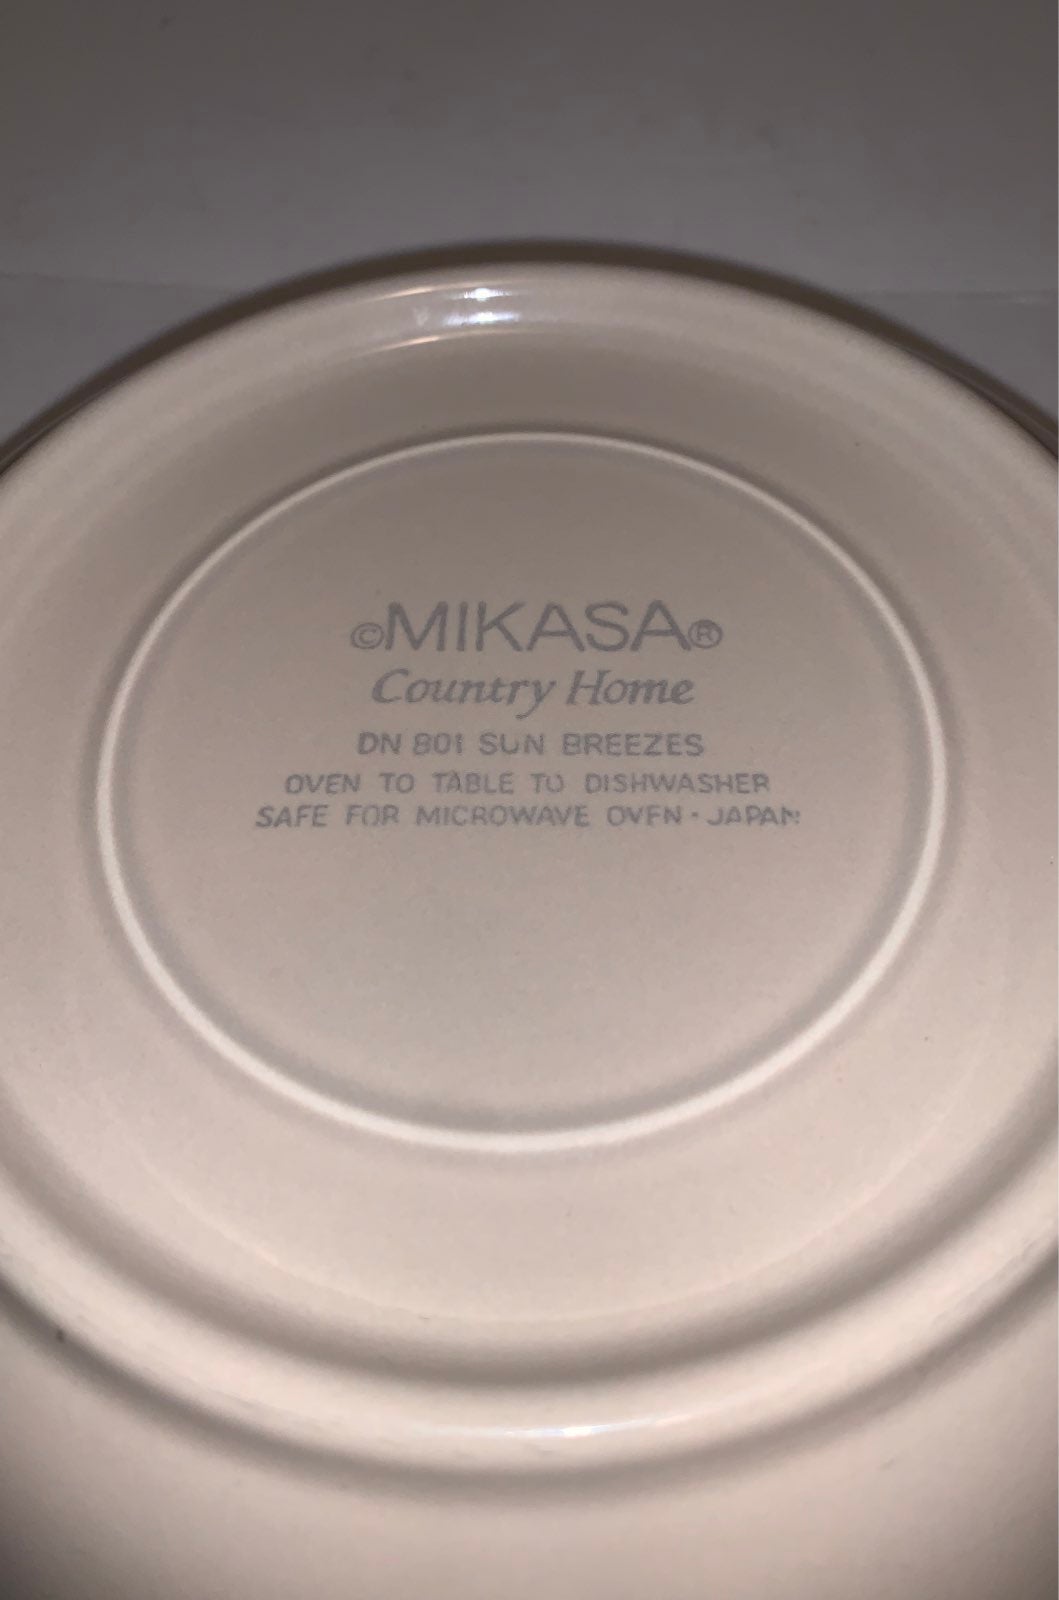 ©MIKASA®
Country Home
DN 801 SUN BREEZES
OVEN TO TABLE TO DISHWASHER
SAFE FOR MICROWAVE OVEN · JAPAN